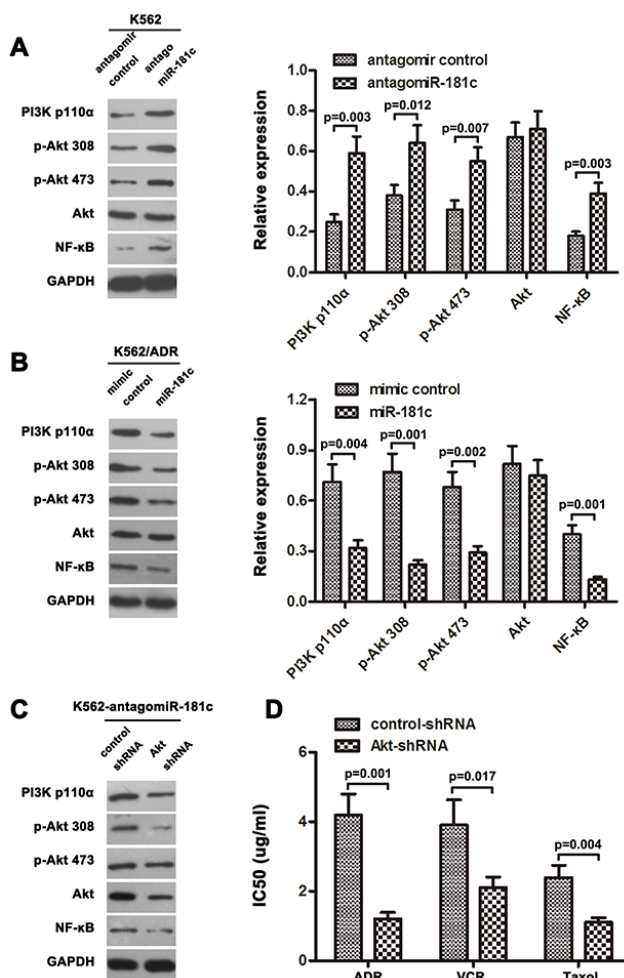 A
K562
antagomir control
antago miR-181c
PI3K p110α
p-Akt 308
p-Akt 473
Akt
NF-κB
GAPDH
antagomir control
antagomiR-181c
Relative expression
0.9
0.6
0.4
0.2
0.0
p=0.003
p=0.012
p=0.007
p=0.003
PI3K p110α
p-Akt 308
p-Akt 473
Akt
NF-κB
B
K562/ADR
mimic control
miR-181c
PI3K p110α
p-Akt 308
p-Akt 473
Akt
NF-κB
GAPDH
mimic control
miR-181c
Relative expression
1.2
0.9
0.6
0.3
0.0
p=0.004
p=0.001
p=0.002
p=0.001
PI3K p110α
p-Akt 308
p-Akt 473
Akt
NF-κB
C
K562-antagomiR-181c
control shRNA
Akt shRNA
PI3K p110α
p-Akt 308
p-Akt 473
Akt
NF-κB
GAPDH
D
control-shRNA
Akt-shRNA
IC50 (ug/ml)
6
4
2
0
p=0.001
p=0.017
p=0.004
ADR
VCR
Taxol